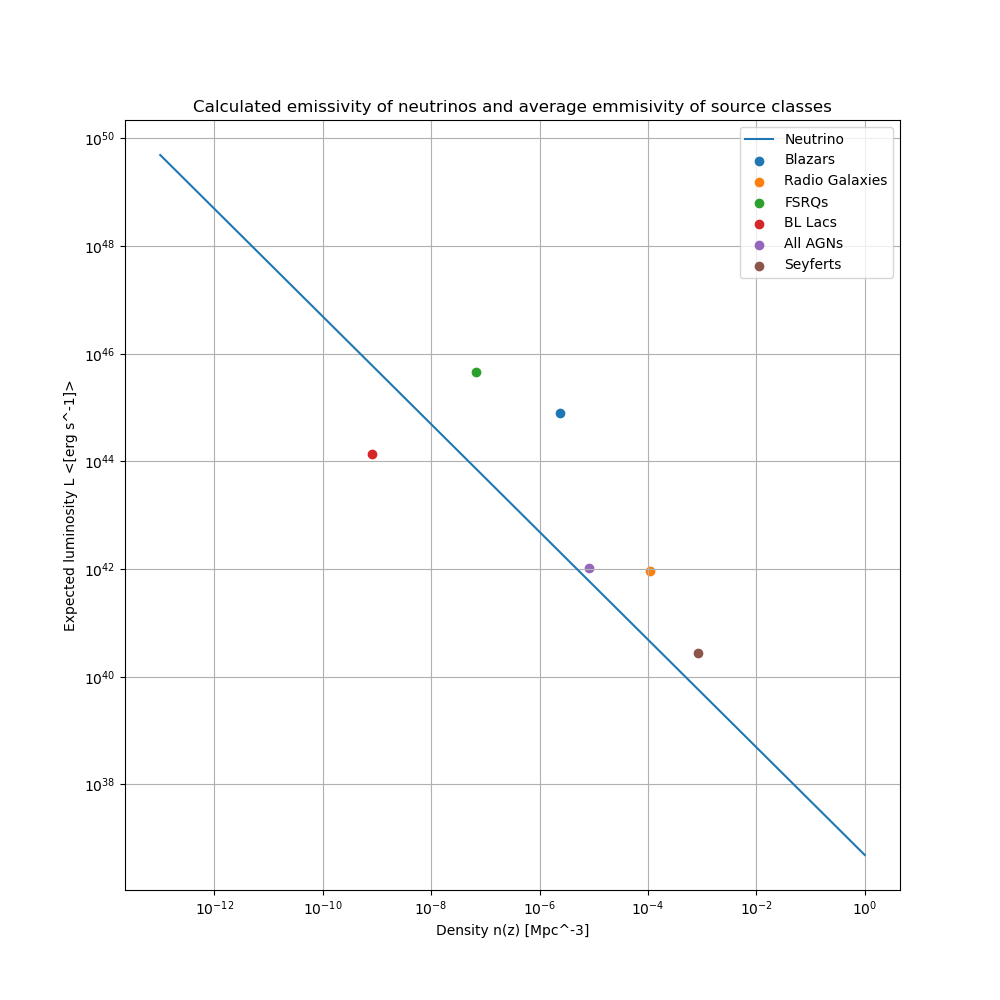 Calculated emissivity of neutrinos and average emmisivity of source classes
Neutrino
Blazars
Radio Galaxies
FSRQs
BL Lacs
All AGNs
Seyferts
Expected luminosity L <[erg s^-1]>
10^50
10^48
10^46
10^44
10^42
10^40
10^38
10^-12 10^-10 10^-8 10^-6 10^-4 10^-2 10^0
Density n(z) [Mpc^-3]